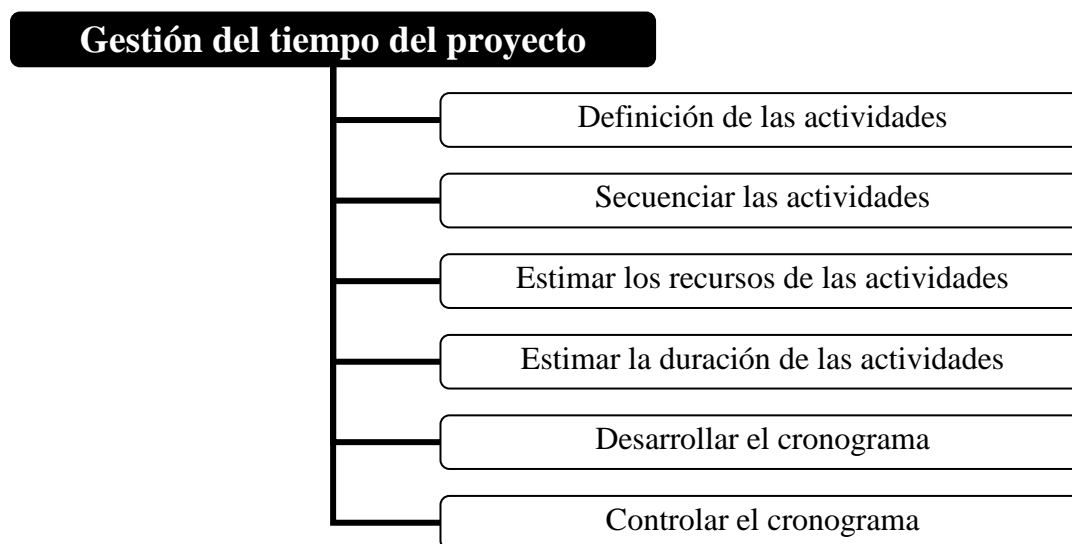 Gestión del tiempo del proyecto
Definición de las actividades
Secuenciar las actividades
Estimar los recursos de las actividades
Estimar la duración de las actividades
Desarrollar el cronograma
Controlar el cronograma